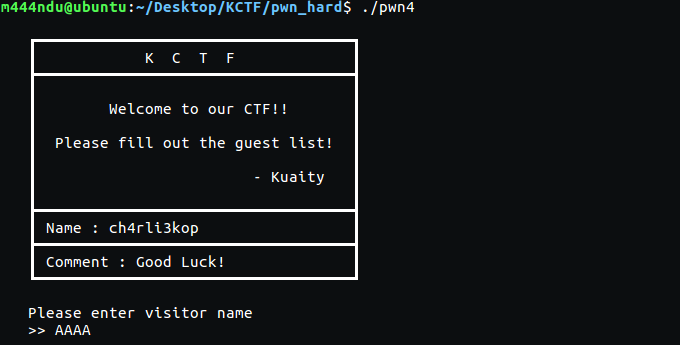 m444ndu@ubuntu:~/Desktop/KCTF/pwn_hard$ ./pwn4
K C T F
Welcome to our CTF!!
Please fill out the guest list!
- Kuaity
Name : ch4rli3kop
Comment : Good Luck!
Please enter visitor name
>> AAAA